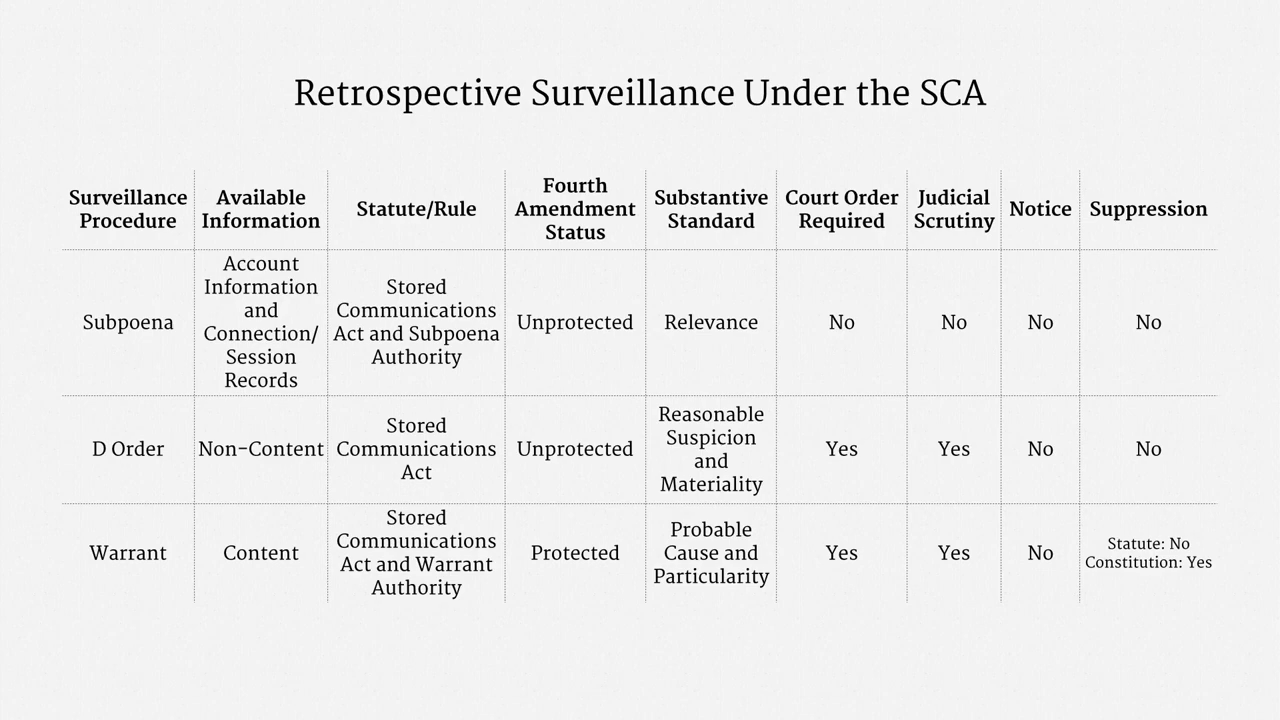 Retrospective Surveillance Under the SCA
Surveillance
Procedure
Available
Information
Statute/Rule
Fourth
Amendment
Status
Substantive
Standard
Court Order
Required
Judicial
Scrutiny
Notice
Suppression
Subpoena
Account
Information
and
Connection/
Session
Records
Stored
Communications
Act and Subpoena
Authority
Unprotected
Relevance
No
No
No
No
D Order
Non-Content
Stored
Communications
Act
Unprotected
Reasonable
Suspicion
and
Materiality
Yes
Yes
No
No
Warrant
Content
Stored
Communications
Act and Warrant
Authority
Protected
Probable
Cause and
Particularity
Yes
Yes
No
Statute: No
Constitution: Yes